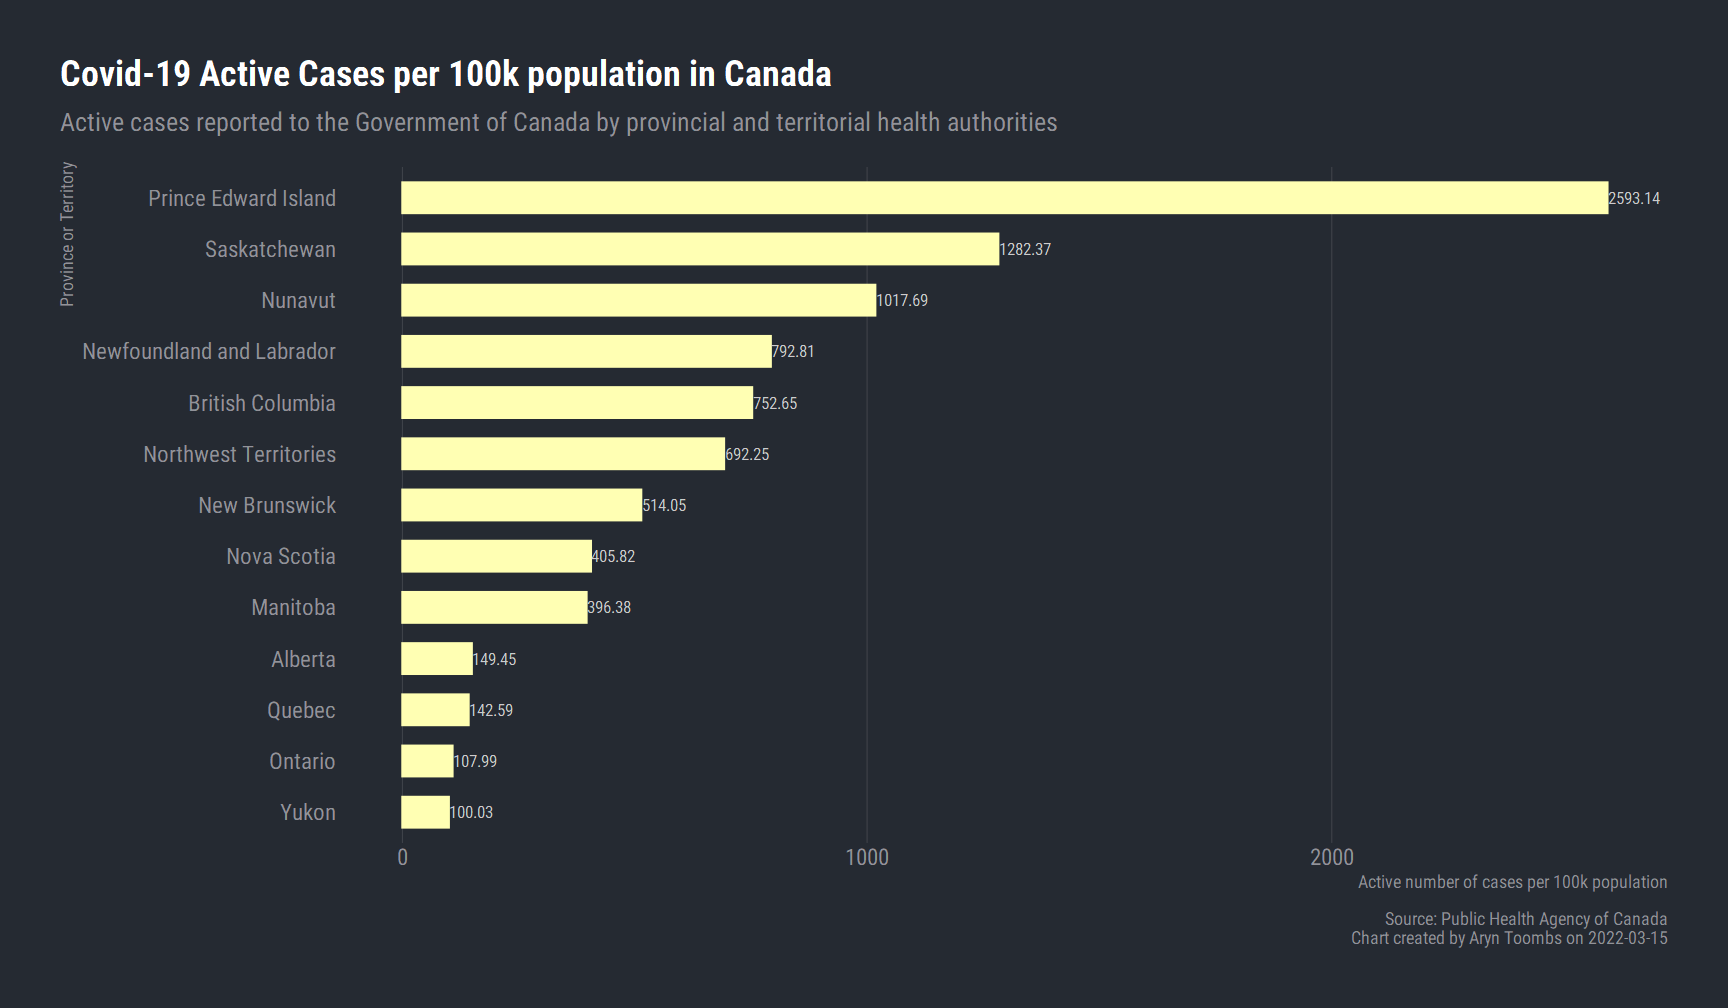 Covid-19 Active Cases per 100k population in Canada
Active cases reported to the Government of Canada by provincial and territorial health authorities
Province or Territory
Prince Edward Island 2593.14
Saskatchewan 1282.37
Nunavut 1017.69
Newfoundland and Labrador 792.81
British Columbia 752.65
Northwest Territories 692.25
New Brunswick 514.05
Nova Scotia 405.82
Manitoba 396.38
Alberta 149.45
Quebec 142.59
Ontario 107.99
Yukon 100.03
0 1000 2000
Active number of cases per 100k population
Source: Public Health Agency of Canada
Chart created by Aryn Toombs on 2022-03-15